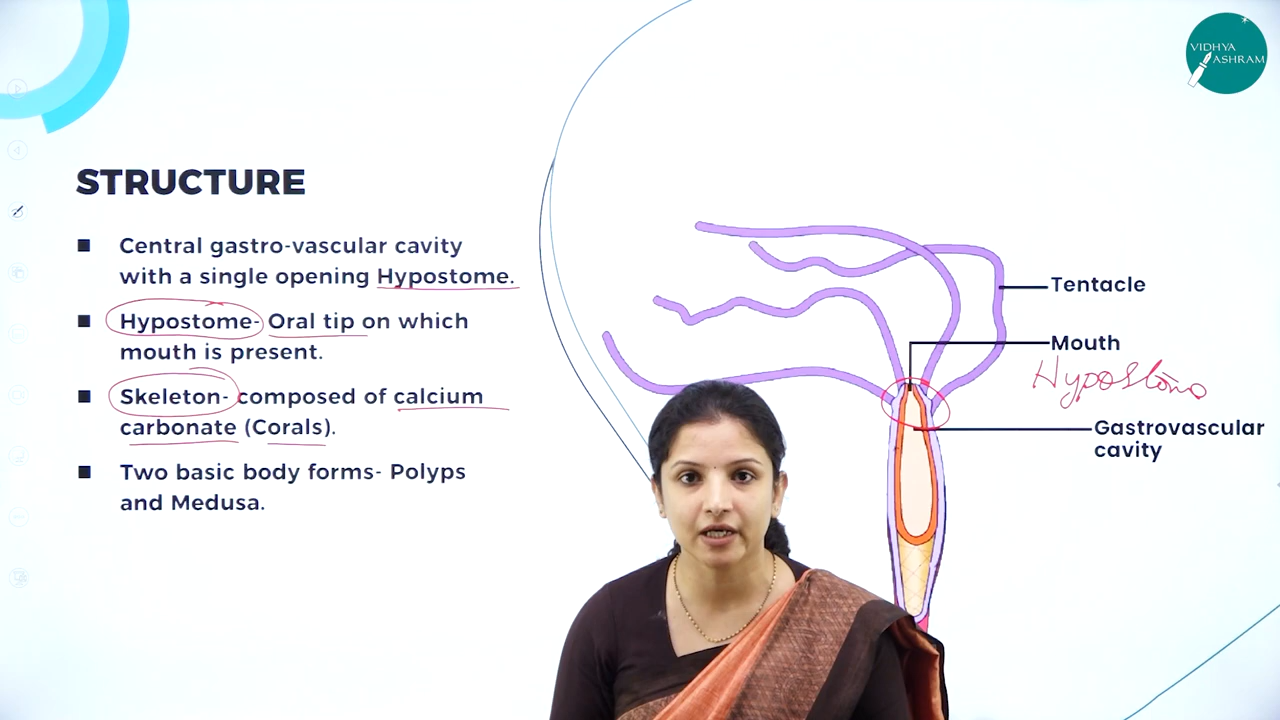 VIDHYA
ASHRAM
STRUCTURE
Central gastro-vascular cavity
with a single opening Hypostome.
Hypostome- Oral tip on which
mouth is present.
Skeleton- composed of calcium
carbonate (Corals).
Two basic body forms- Polyps
and Medusa.
Tentacle
Mouth
Hypostome
Gastrovascular
cavity